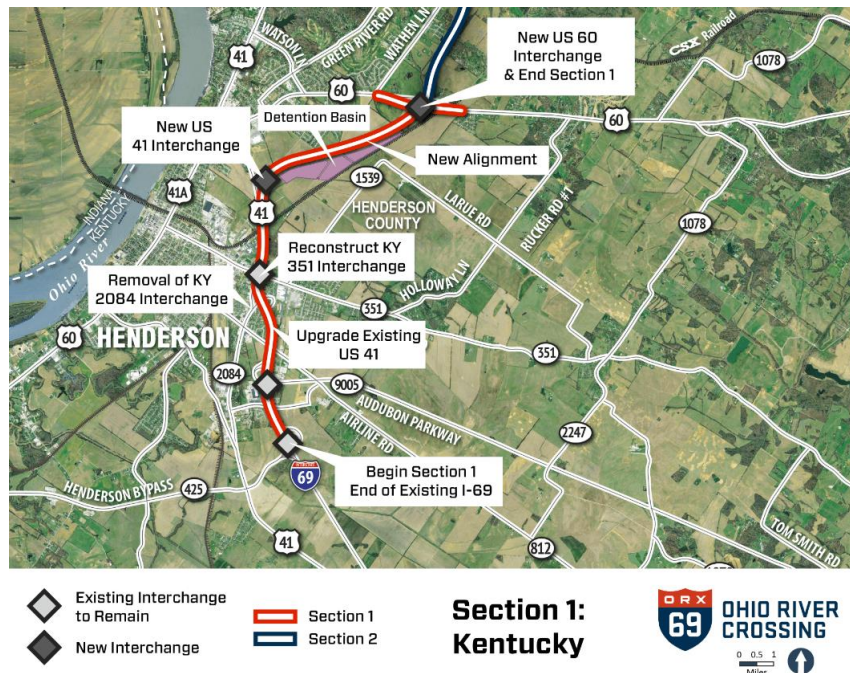 WATSON LN
GREEN RIVER RD
WATHEN LN
41
60
New US 60
Interchange
& End Section 1
CSX Railroad
1078
Detention Basin
New US
41 Interchange
60
New Alignment
41A
1539
LARUE RD
RUCKER RD #1
41
HENDERSON
COUNTY
1078
INDIANA
KENTUCKY
Ohio River
Reconstruct KY
351 Interchange
Removal of KY
2084 Interchange
HOLLOWAY LN
351
351
60
HENDERSON
Upgrade Existing
US 41
2084
9005
AUDUBON PARKWAY
AIRLINE RD
2247
Begin Section 1
End of Existing I-69
69
HENDERSON BYPASS
425
41
812
TOM SMITH RD
Existing Interchange
to Remain
New Interchange
Section 1
Section 2
Section 1:
Kentucky
ORX
69
OHIO RIVER
CROSSING
0 0.5 1
Miles